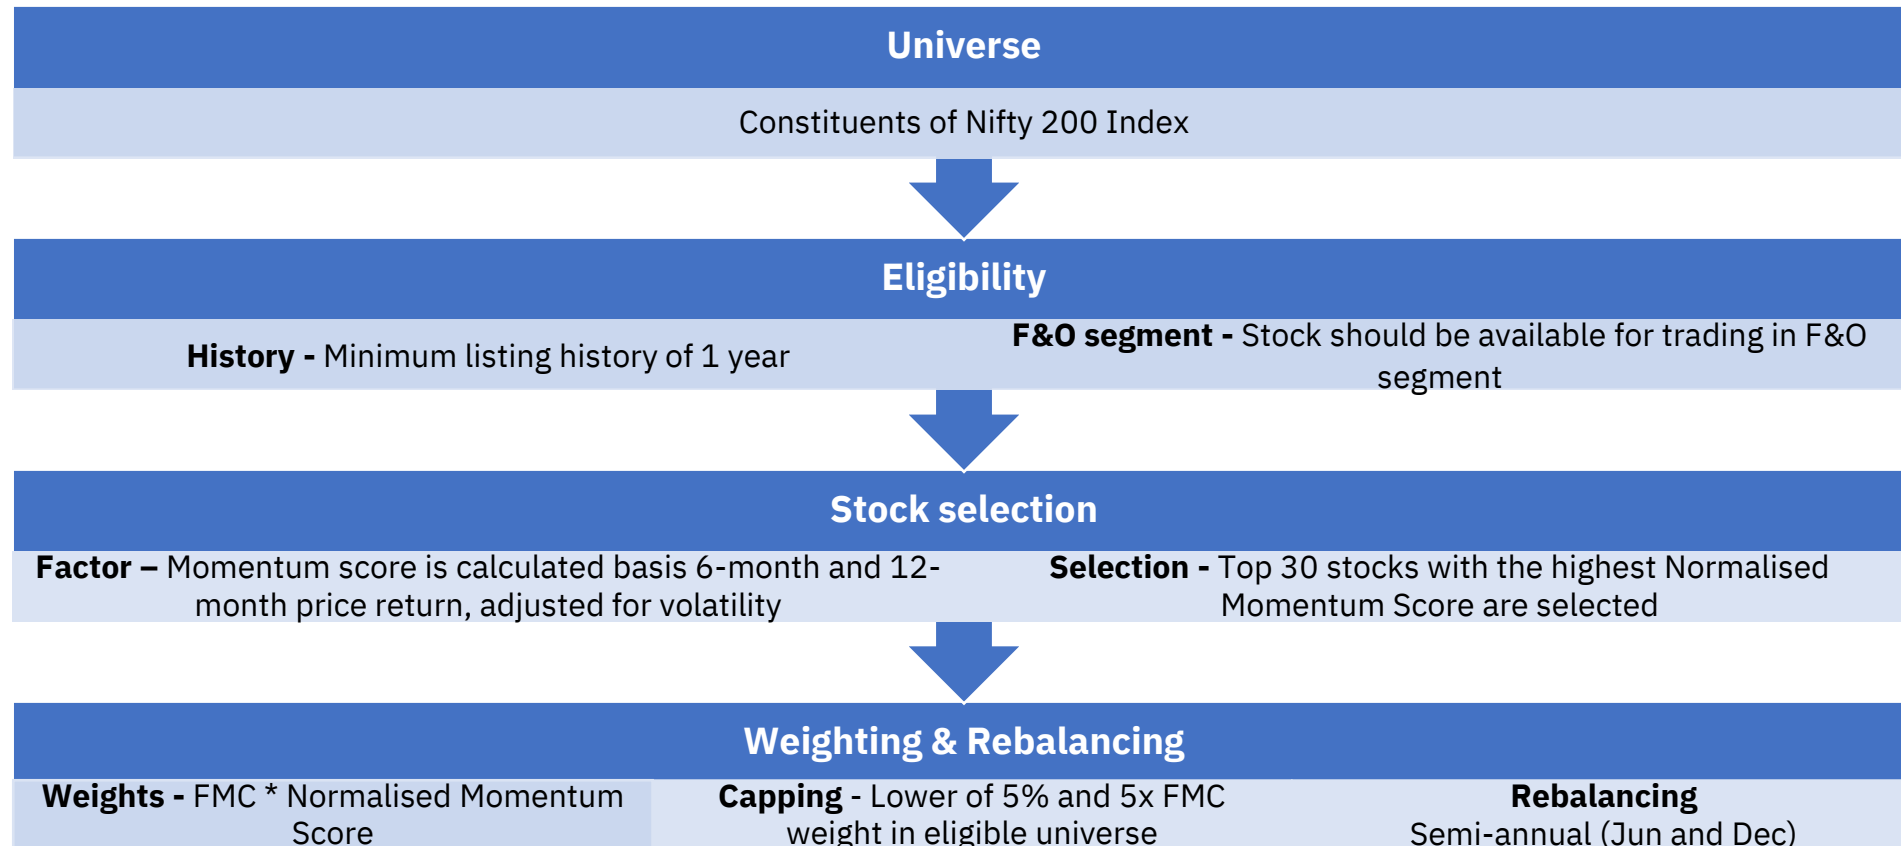 Universe
Constituents of Nifty 200 Index
Eligibility
History - Minimum listing history of 1 year
F&O segment - Stock should be available for trading in F&O
segment
Stock selection
Factor – Momentum score is calculated basis 6-month and 12-
month price return, adjusted for volatility
Selection - Top 30 stocks with the highest Normalised
Momentum Score are selected
Weighting & Rebalancing
Weights - FMC * Normalised Momentum
Score
Capping - Lower of 5% and 5x FMC
weight in eligible universe
Rebalancing
Semi-annual (Jun and Dec)